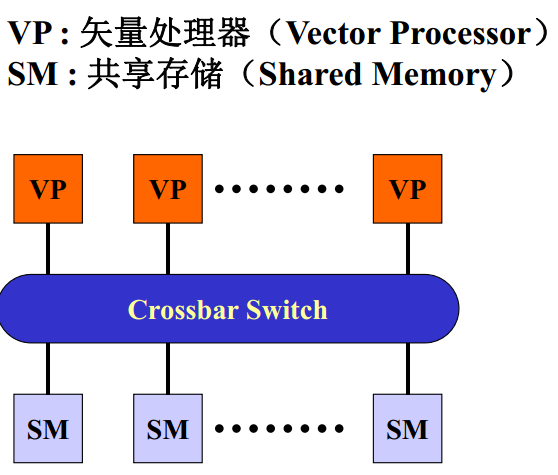 VP : 矢量处理器（Vector Processor）
SM : 共享存储（Shared Memory）
VP VP ········ VP
Crossbar Switch
SM SM ········ SM